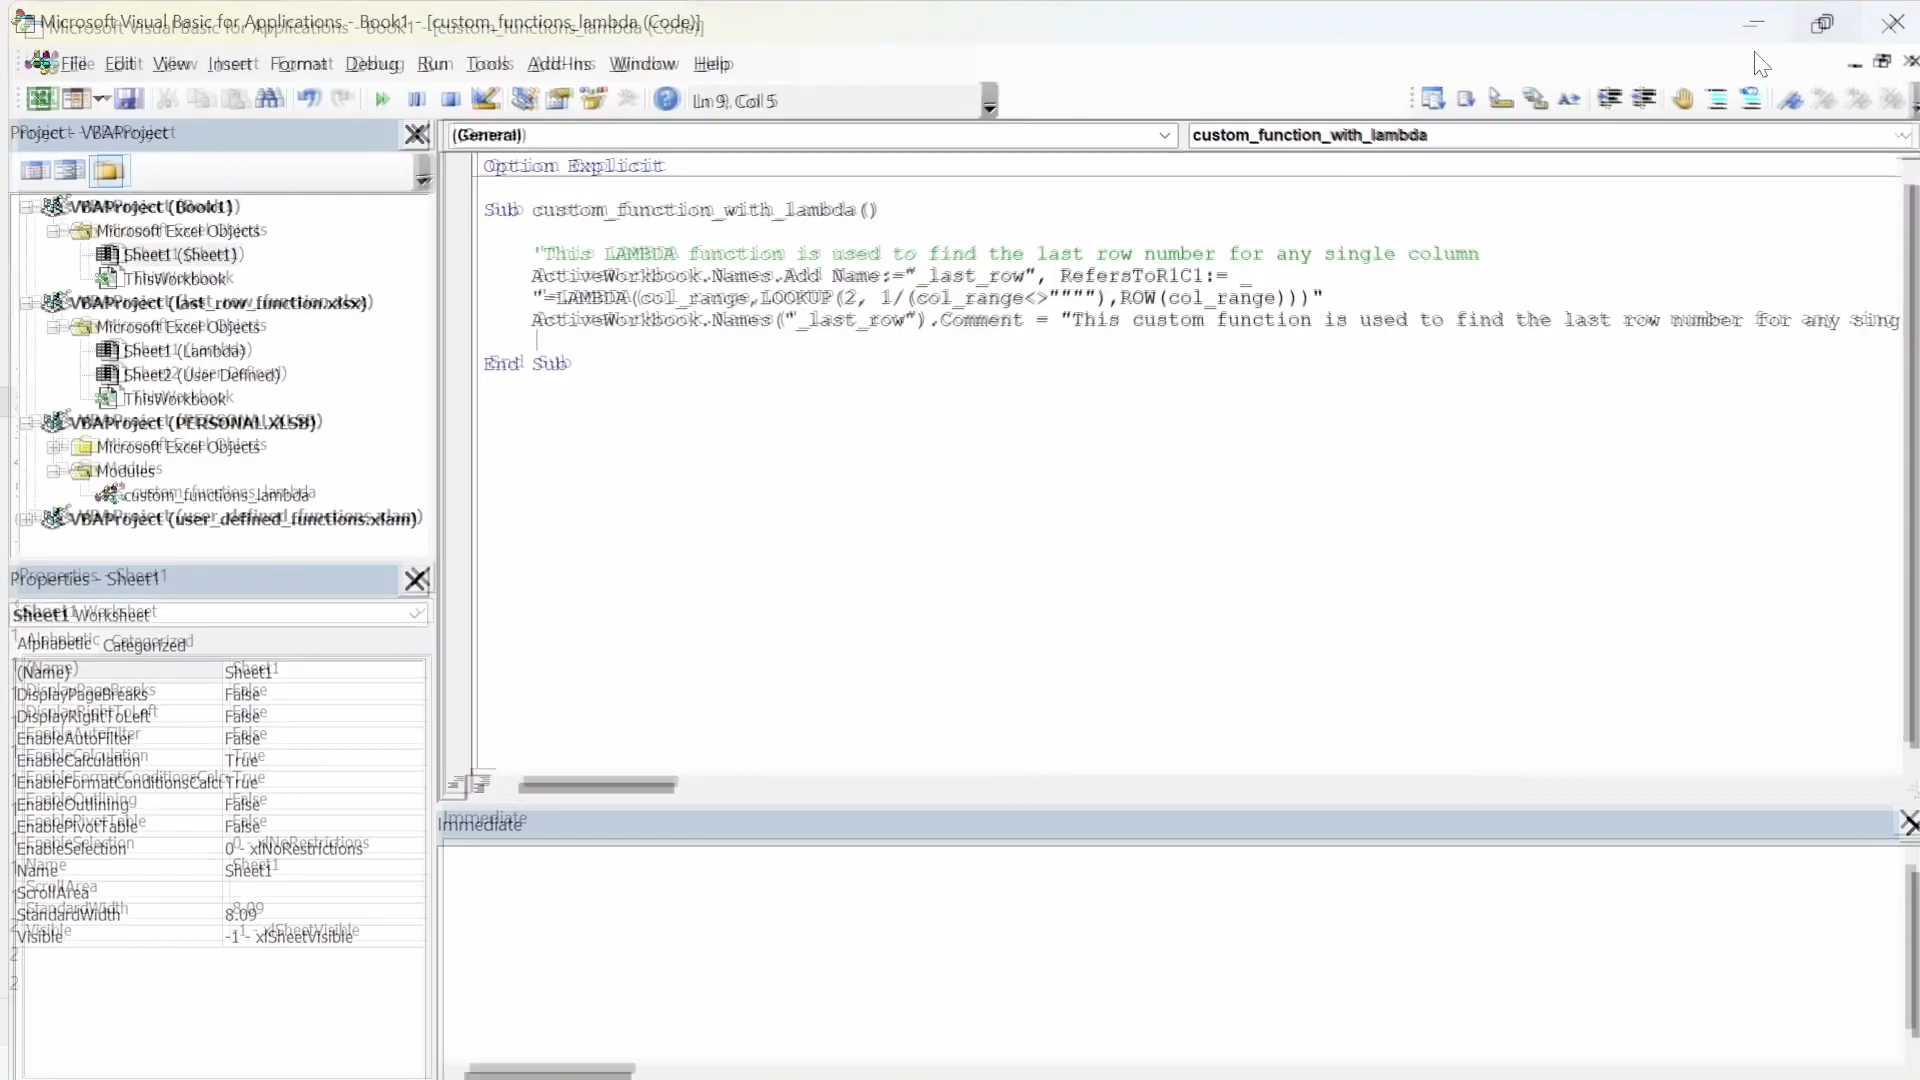 Microsoft Visual Basic for Applications - Book1 - [custom_functions_lambda (Code)]
File Edit View Insert Format Debug Run Tools Add-Ins Window Help
Ln 9, Col 5
Project - VBAProject
(General)
custom_function_with_lambda
VBAProject (Book1)
Microsoft Excel Objects
Sheet1 (Sheet1)
ThisWorkbook
VBAProject (last_row_function.xlsx)
Microsoft Excel Objects
Sheet1 (Lambda)
Sheet2 (User Defined)
ThisWorkbook
VBAProject (PERSONAL.XLSB)
Microsoft Excel Objects
Modules
custom_functions_lambda
VBAProject (user_defined_functions.xlam)
Option Explicit
Sub custom_function_with_lambda()
'This LAMBDA function is used to find the last row number for any single column
ActiveWorkbook.Names.Add Name:="_last_row", RefersToR1C1:= _
"=LAMBDA(col_range,LOOKUP(2, 1/(col_range<>""""),ROW(col_range)))"
ActiveWorkbook.Names("_last_row").Comment = "This custom function is used to find the last row number for any sing
End Sub
Properties - Sheet1
Sheet1 Worksheet
Alphabetic Categorized
(Name) Sheet1
DisplayPageBreaks False
DisplayRightToLeft False
EnableAutoFilter False
EnableCalculation True
EnableFormatConditionsCalc True
EnableOutlining False
EnablePivotTable False
EnableSelection 0 - xlNoRestrictions
Name Sheet1
ScrollArea
StandardWidth 8.09
Visible -1 - xlSheetVisible
Immediate